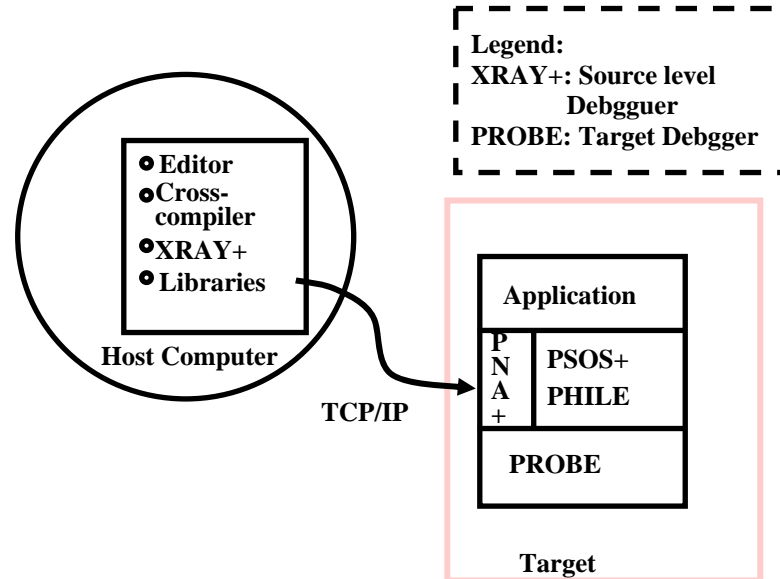 Legend:
XRAY+: Source level
Debgguer
PROBE: Target Debgger
Editor
Cross-
compiler
XRAY+
Libraries
Host Computer
TCP/IP
Application
P
N
A
+
PSOS+
PHILE
PROBE
Target